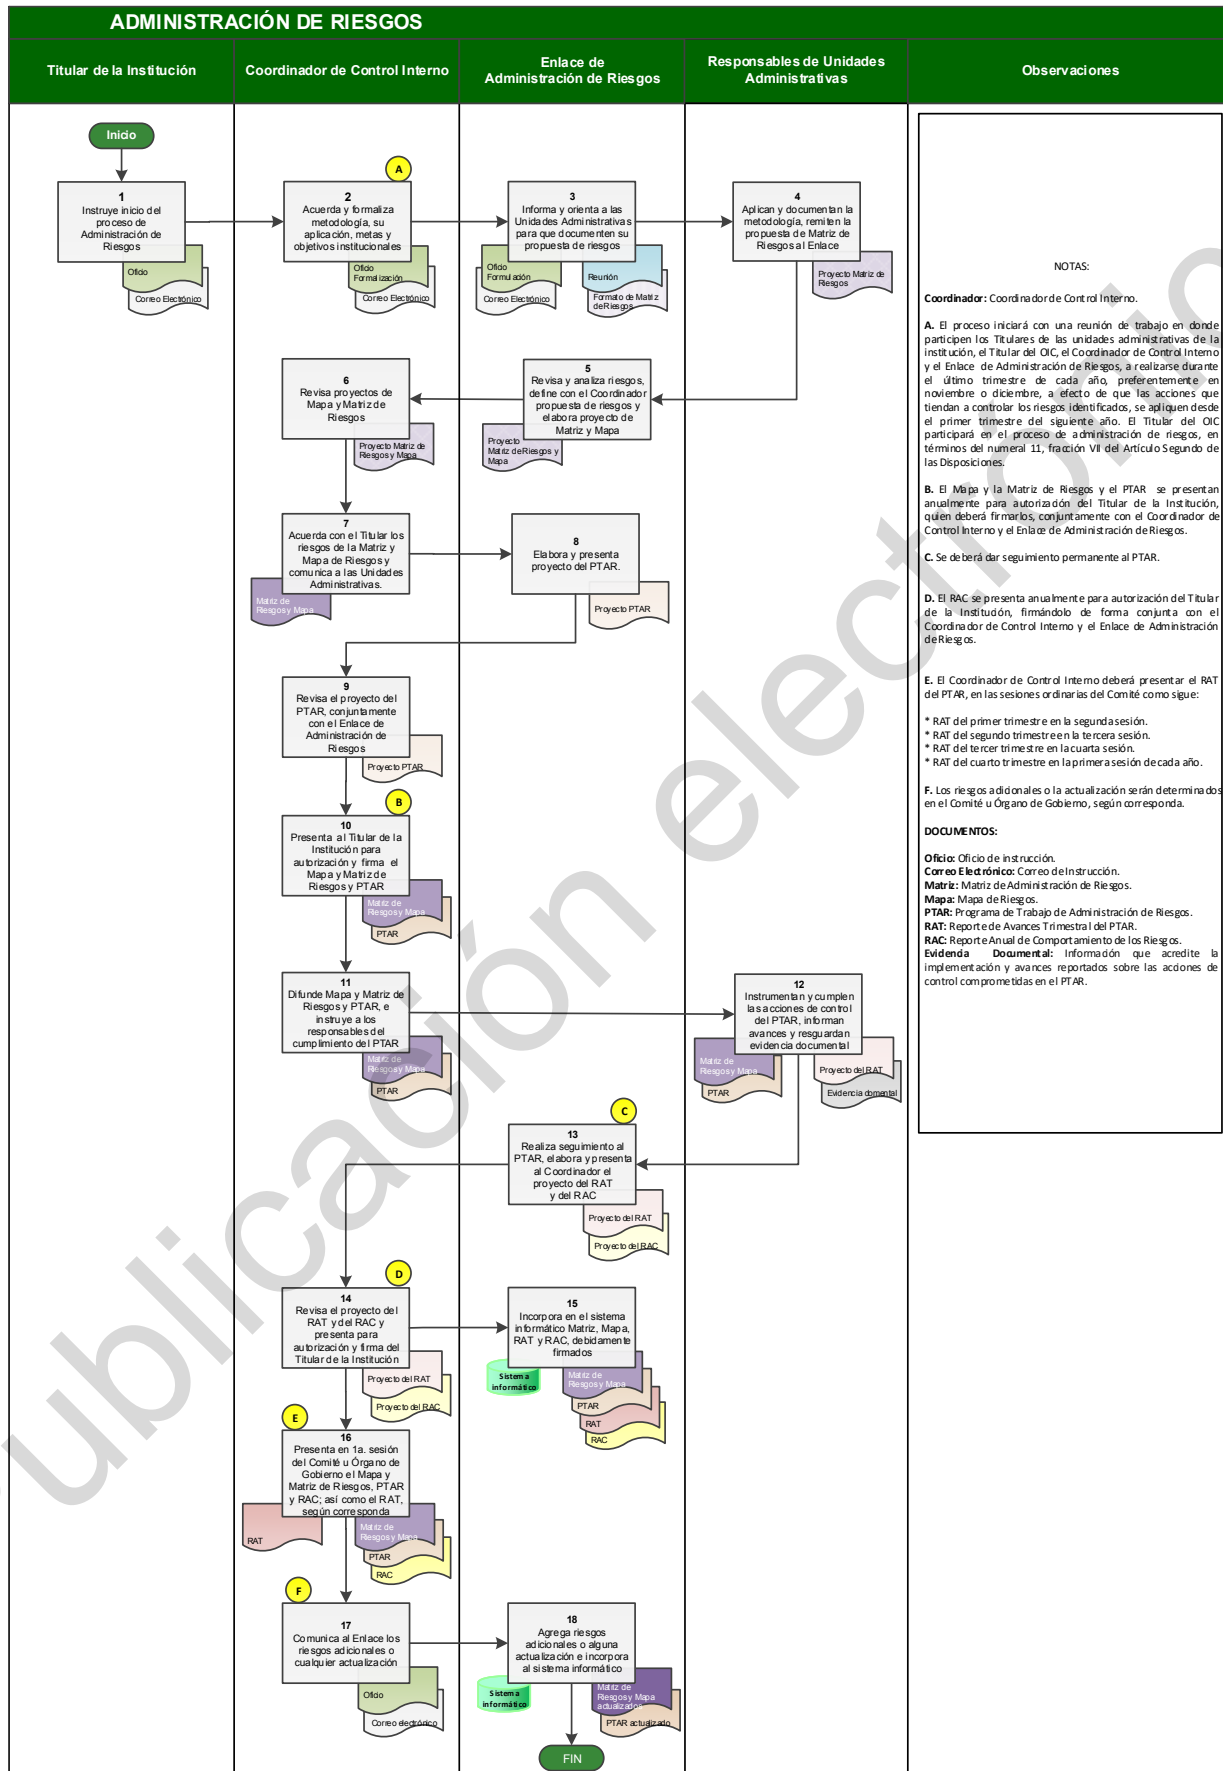 ADMINISTRACIÓN DE RIESGOS
Titular de la Institución
Coordinador de Control Interno
Enlace de
Administración de Riesgos
Responsables de Unidades
Administrativas
Observaciones
Inicio
1
Instruye inicio del
proceso de
Administración de
Riesgos
Oficio
Correo Electrónico
A
2
Acuerda y formaliza
metodología, su
aplicación, metas y
objetivos institucionales
Oficio
Formalización
Correo Electrónico
3
Informa y orienta a las
Unidades Administrativas
para que documenten su
propuesta de riesgos
Oficio
Formulación
Correo Electrónico
Reunión
Formato de Matriz
de Riesgos
4
Aplican y documentan la
metodología, remiten la
propuesta de Matriz de
Riesgos al Enlace
Proyecto Matriz de
Riesgos
5
Revisa y analiza riesgos,
define con el Coordinador
propuesta de riesgos y
elabora proyecto de
Matriz y Mapa
Proyecto
Matriz de Riesgos y
Mapa
6
Revisa proyectos de
Mapa y Matriz de
Riesgos
Proyecto Matriz de
Riesgos y Mapa
7
Acuerda con el Titular los
riesgos de la Matriz y
Mapa de Riesgos y
comunica a las Unidades
Administrativas.
Matriz de
Riesgos y Mapa
8
Elabora y presenta
proyecto del PTAR.
Proyecto PTAR
9
Revisa el proyecto del
PTAR, conjuntamente
con el Enlace de
Administración de
Riesgos
Proyecto PTAR
B
10
Presenta al Titular de la
Institución para
autorización y firma el
Mapa y Matriz de
Riesgos y PTAR
Matriz de
Riesgos y Mapa
PTAR
11
Difunde Mapa y Matriz de
Riesgos y PTAR, e
instruye a los
responsables del
cumplimiento del PTAR
Matriz de
Riesgos y Mapa
PTAR
12
Instrumentan y cumplen
las acciones de control
del PTAR, informan
avances y resguardan
evidencia documental
Matriz de
Riesgos y Mapa
PTAR
Proyecto del RAT
Evidencia domental
C
13
Realiza seguimiento al
PTAR, elabora y presenta
al Coordinador el
proyecto del RAT
y del RAC
Proyecto del RAT
Proyecto del RAC
D
14
Revisa el proyecto del
RAT y del RAC y
presenta para
autorización y firma del
Titular de la Institución
Proyecto del RAT
Proyecto del RAC
15
Incorpora en el sistema
informático Matriz, Mapa,
RAT y RAC, debidamente
firmados
Sistema
informático
Matriz de
Riesgos y Mapa
PTAR
RAT
RAC
E
16
Presenta en 1a. sesión
del Comité u Órgano de
Gobierno el Mapa y
Matriz de Riesgos, PTAR
y RAC; así como el RAT,
según corresponda
RAT
Matriz de
Riesgos y Mapa
PTAR
RAC
F
17
Comunica al Enlace los
riesgos adicionales o
cualquier actualización
Oficio
Correo electrónico
18
Agrega riesgos
adicionales o alguna
actualización e incorpora
al sistema informático
Sistema
informático
Matriz de
Riesgos y Mapa
actualizados
PTAR actualizado
FIN
NOTAS:
Coordinador: Coordinador de Control Interno.
A. El proceso iniciará con una reunión de trabajo en donde
participen los Titulares de las unidades administrativas de la
institución, el Titular del OIC, el Coordinador de Control Interno
y el Enlace de Administración de Riesgos, a realizarse durante
el último trimestre de cada año, preferentemente en
noviembre o diciembre, a efecto de que las acciones que
tiendan a controlar los riesgos identificados, se apliquen desde
el primer trimestre del siguiente año. El Titular del OIC
participará en el proceso de administración de riesgos, en
términos del numeral 11, fracción VII del Artículo Segundo de
las Disposiciones.
B. El Mapa y la Matriz de Riesgos y el PTAR se presentan
anualmente para autorización del Titular de la Institución,
quien deberá firmarlos, conjuntamente con el Coordinador de
Control Interno y el Enlace de Administración de Riesgos.
C. Se deberá dar seguimiento permanente al PTAR.
D. El RAC se presenta anualmente para autorización del Titular
de la Institución, firmándolo de forma conjunta con el
Coordinador de Control Interno y el Enlace de Administración
de Riesgos.
E. El Coordinador de Control Interno deberá presentar el RAT
del PTAR, en las sesiones ordinarias del Comité como sigue:
* RAT del primer trimestre en la segunda sesión.
* RAT del segundo trimestre en la tercera sesión.
* RAT del tercer trimestre en la cuarta sesión.
* RAT del cuarto trimestre en la primera sesión de cada año.
F. Los riesgos adicionales o la actualización serán determinados
en el Comité u Órgano de Gobierno, según corresponda.
DOCUMENTOS:
Oficio: Oficio de instrucción.
Correo Electrónico: Correo de Instrucción.
Matriz: Matriz de Administración de Riesgos.
Mapa: Mapa de Riesgos.
PTAR: Programa de Trabajo de Administración de Riesgos.
RAT: Reporte de Avances Trimestral del PTAR.
RAC: Reporte Anual de Comportamiento de los Riesgos.
Evidencia Documental: Información que acredite la
implementación y avances reportados sobre las acciones de
control comprometidas en el PTAR.
ublicación electrónic